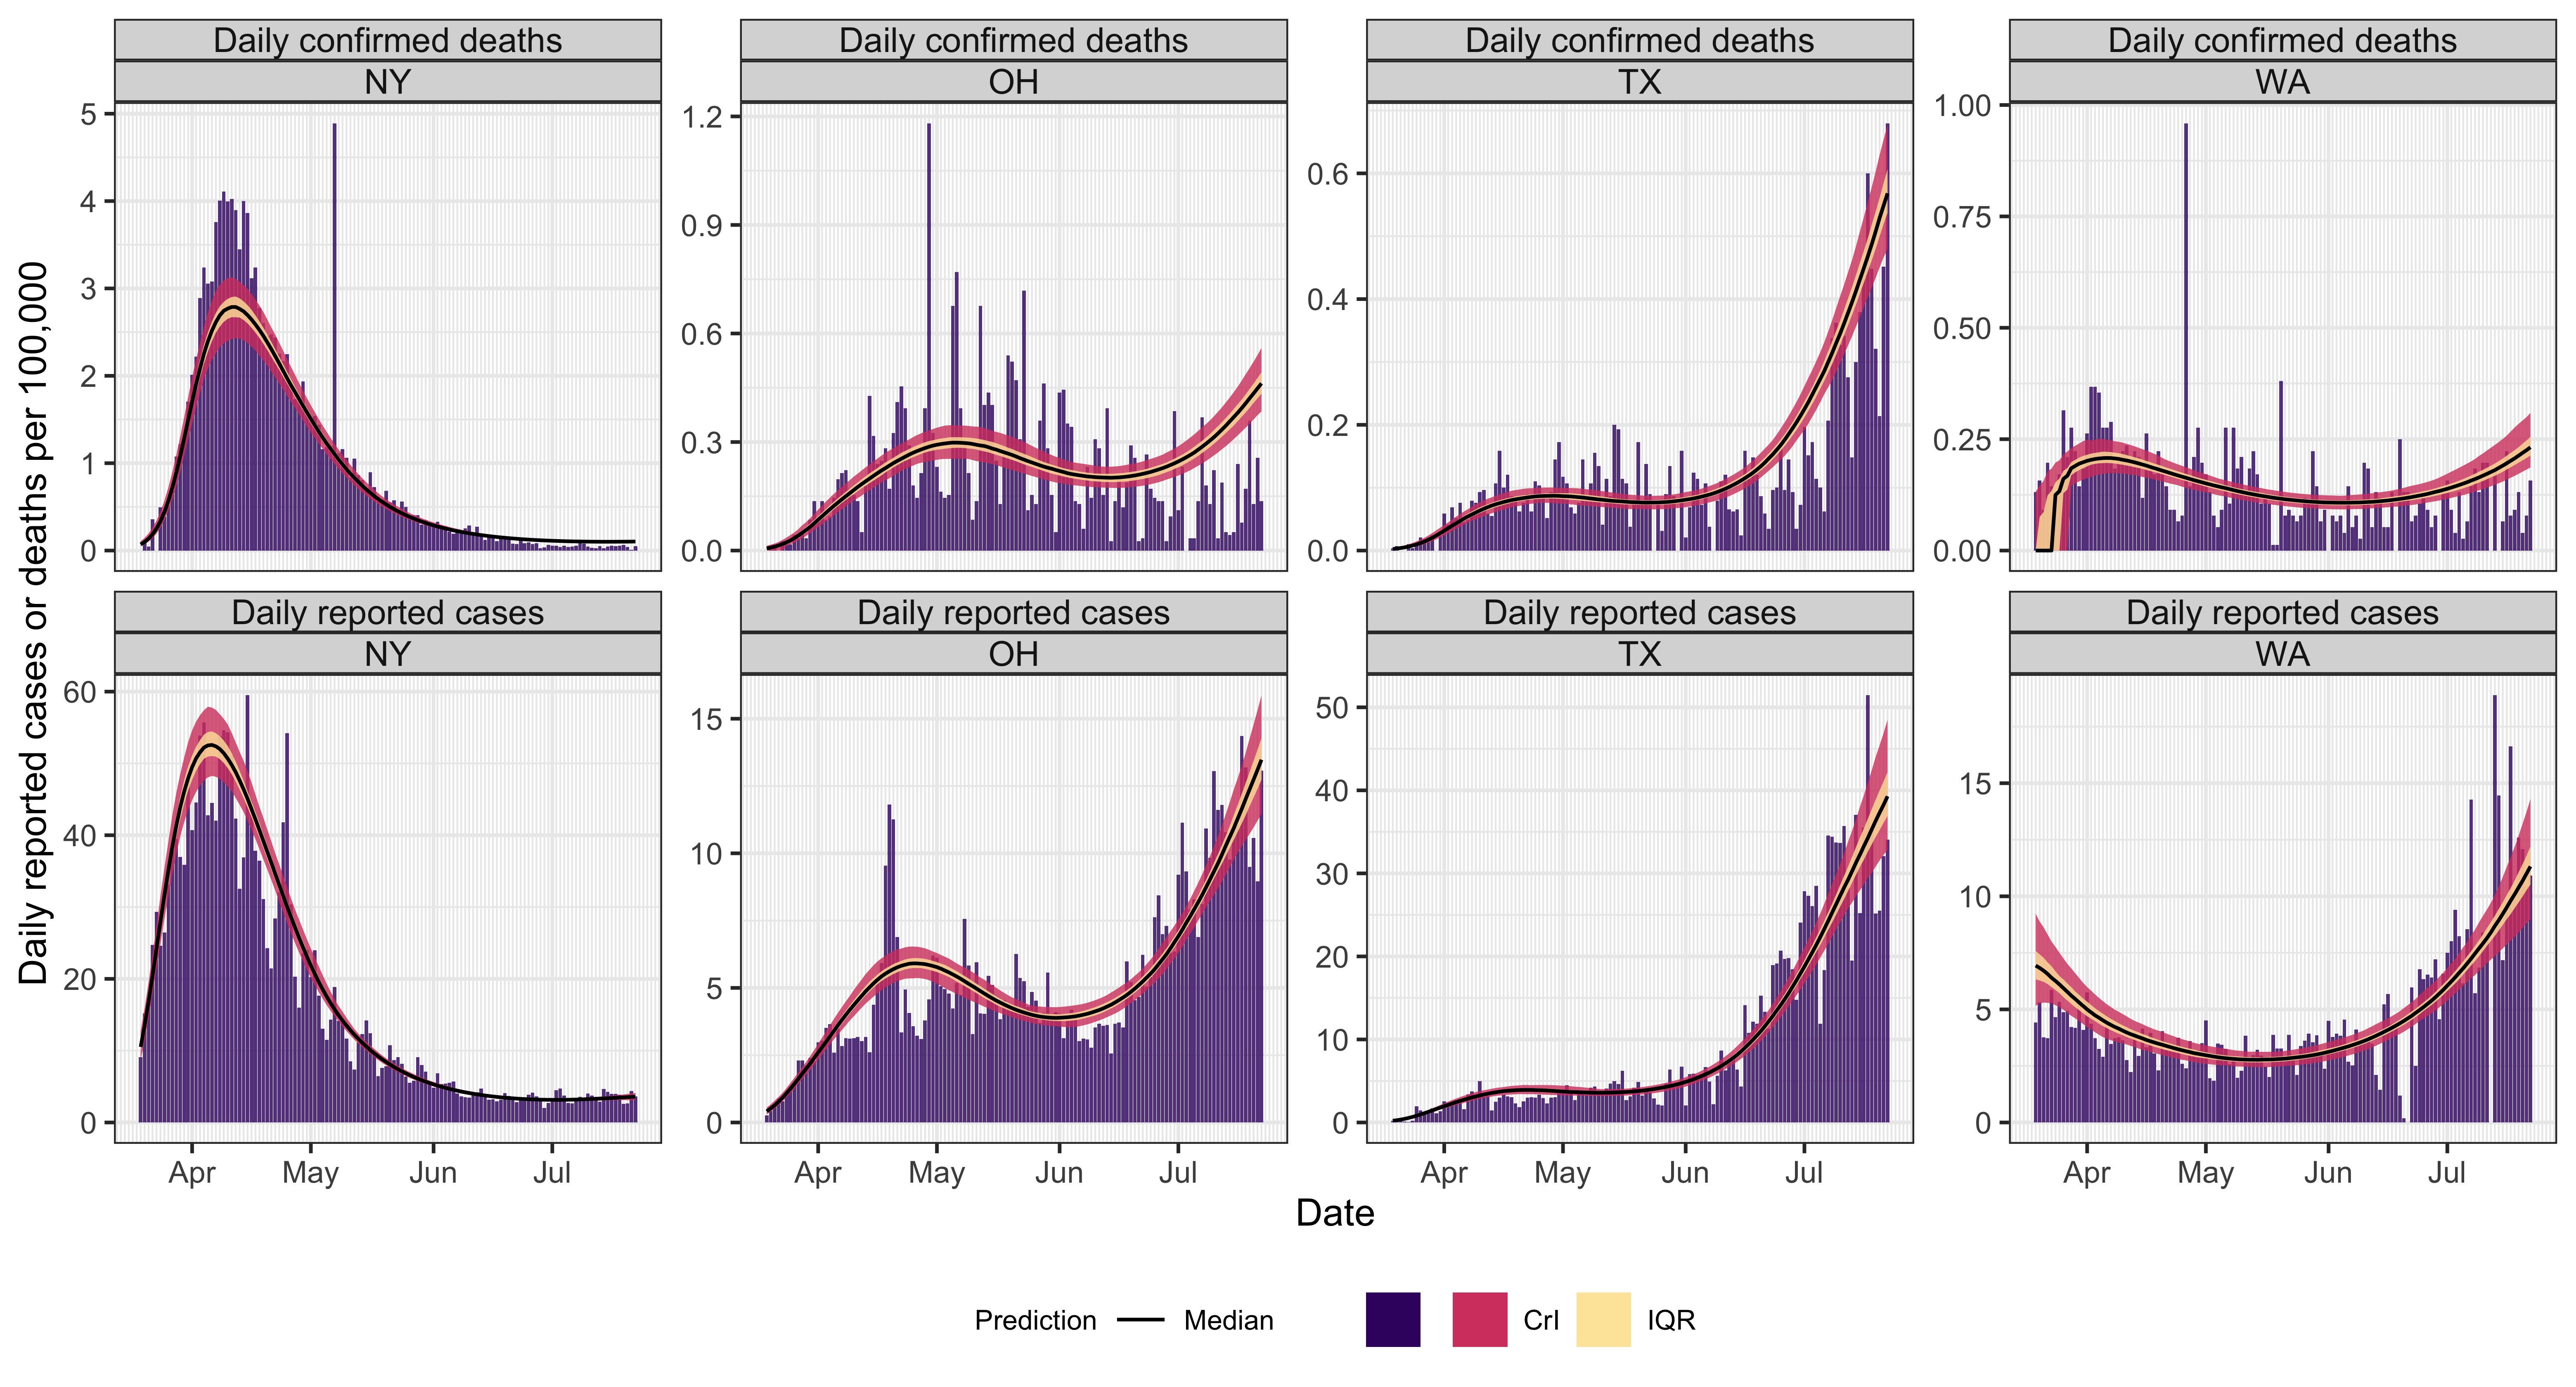 Daily confirmed deaths
Daily confirmed deaths
Daily confirmed deaths
Daily confirmed deaths
NY
OH
TX
WA
5
4
3
2
1
0
1.2
0.9
0.6
0.3
0.0
0.6
0.4
0.2
0.0
1.00
0.75
0.50
0.25
0.00
Daily reported cases or deaths per 100,000
Daily reported cases
Daily reported cases
Daily reported cases
Daily reported cases
NY
OH
TX
WA
60
40
20
0
15
10
5
0
50
40
30
20
10
0
15
10
5
0
Apr May Jun Jul
Apr May Jun Jul
Apr May Jun Jul
Apr May Jun Jul
Date
Prediction Median CrI IQR